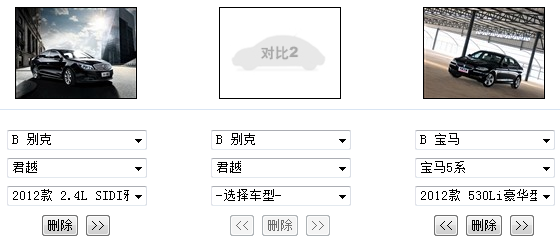 对比2
B 别克
B 别克
B 宝马
君越
君越
宝马5系
2012款 2.4L SIDI
-选择车型-
2012款 530Li豪华型
删除 >>
<< 删除 >>
<< 删除 >>